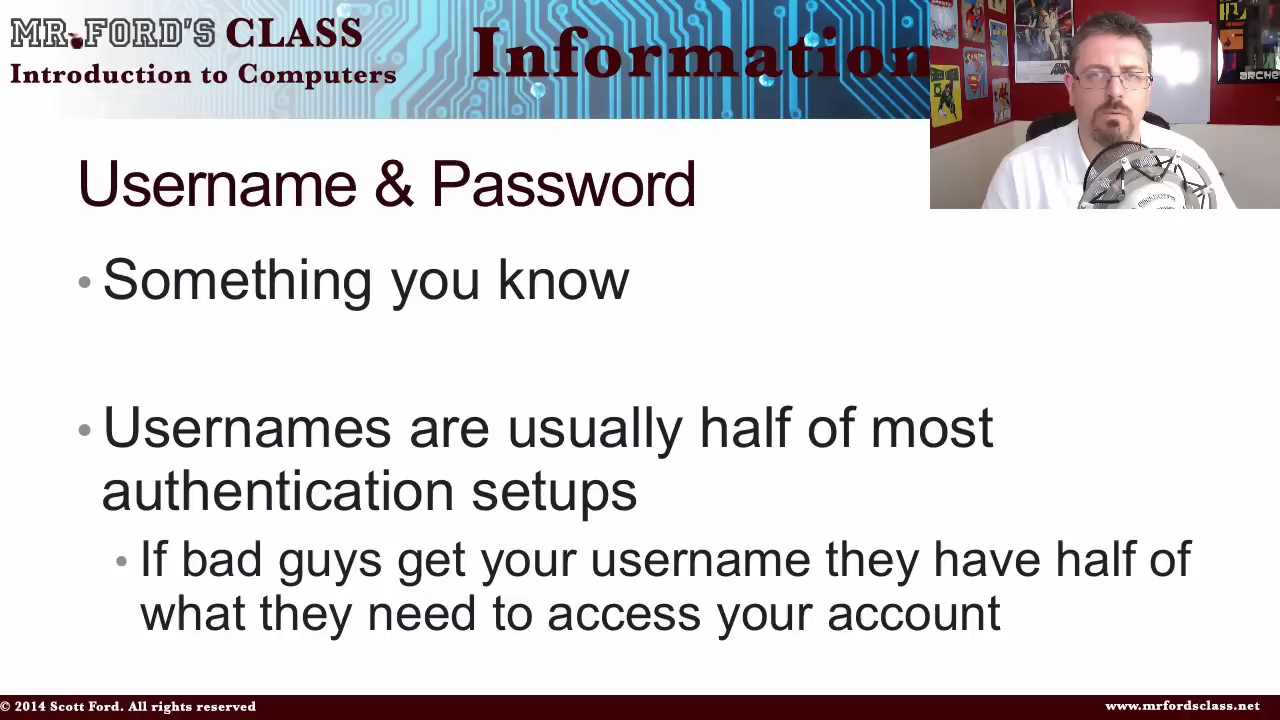 MR. FORD'S CLASS
Introduction to Computers
Information
Username & Password
• Something you know
• Usernames are usually half of most
authentication setups
• If bad guys get your username they have half of
what they need to access your account
© 2014 Scott Ford. All rights reserved
www.mrfordsclass.net